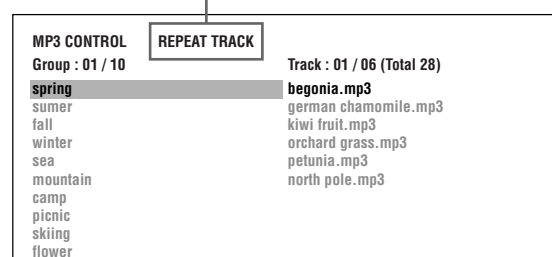 MP3 CONTROL REPEAT TRACK
Group : 01 / 10 Track : 01 / 06 (Total 28)
spring begonia.mp3
sumer german chamomile.mp3
fall kiwi fruit.mp3
winter orchard grass.mp3
sea petunia.mp3
mountain north pole.mp3
camp
picnic
skiing
flower